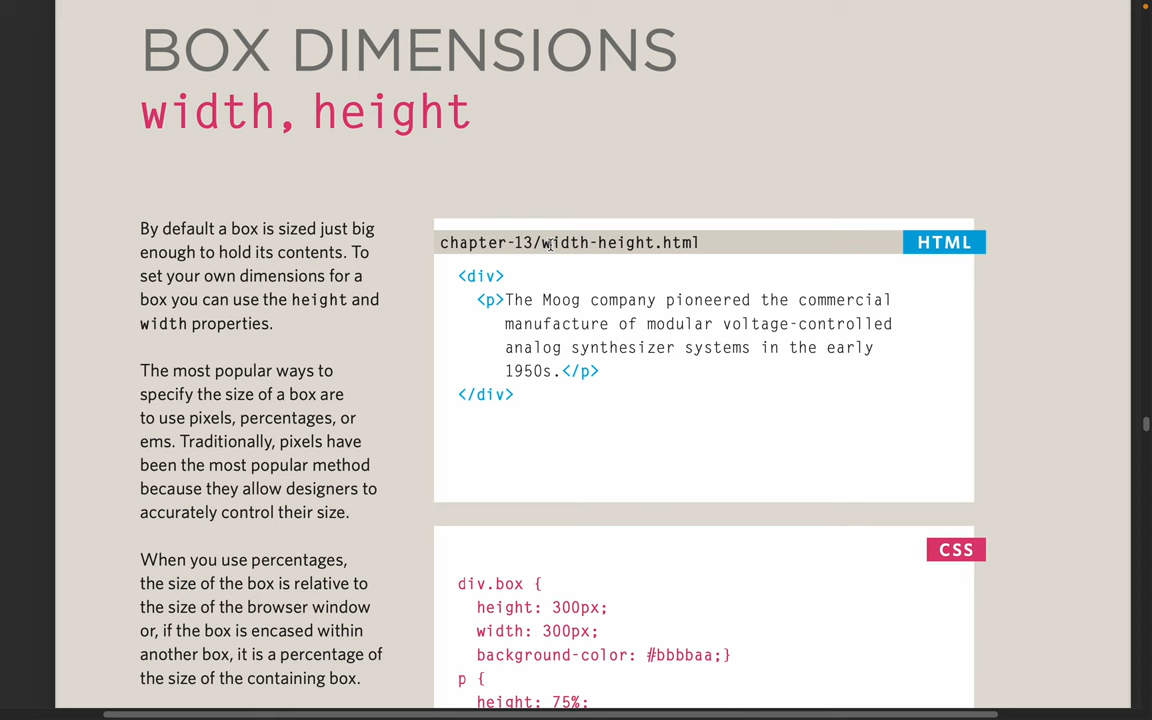 BOX DIMENSIONS
width, height
By default a box is sized just big
enough to hold its contents. To
set your own dimensions for a
box you can use the height and
width properties.
The most popular ways to
specify the size of a box are
to use pixels, percentages, or
ems. Traditionally, pixels have
been the most popular method
because they allow designers to
accurately control their size.
When you use percentages,
the size of the box is relative to
the size of the browser window
or, if the box is encased within
another box, it is a percentage of
the size of the containing box.
chapter-13/width-height.html
HTML
<div>
<p>The Moog company pioneered the commercial
manufacture of modular voltage-controlled
analog synthesizer systems in the early
1950s.</p>
</div>
CSS
div.box {
height: 300px;
width: 300px;
background-color: #bbbbaa;}
p {
height: 75%;